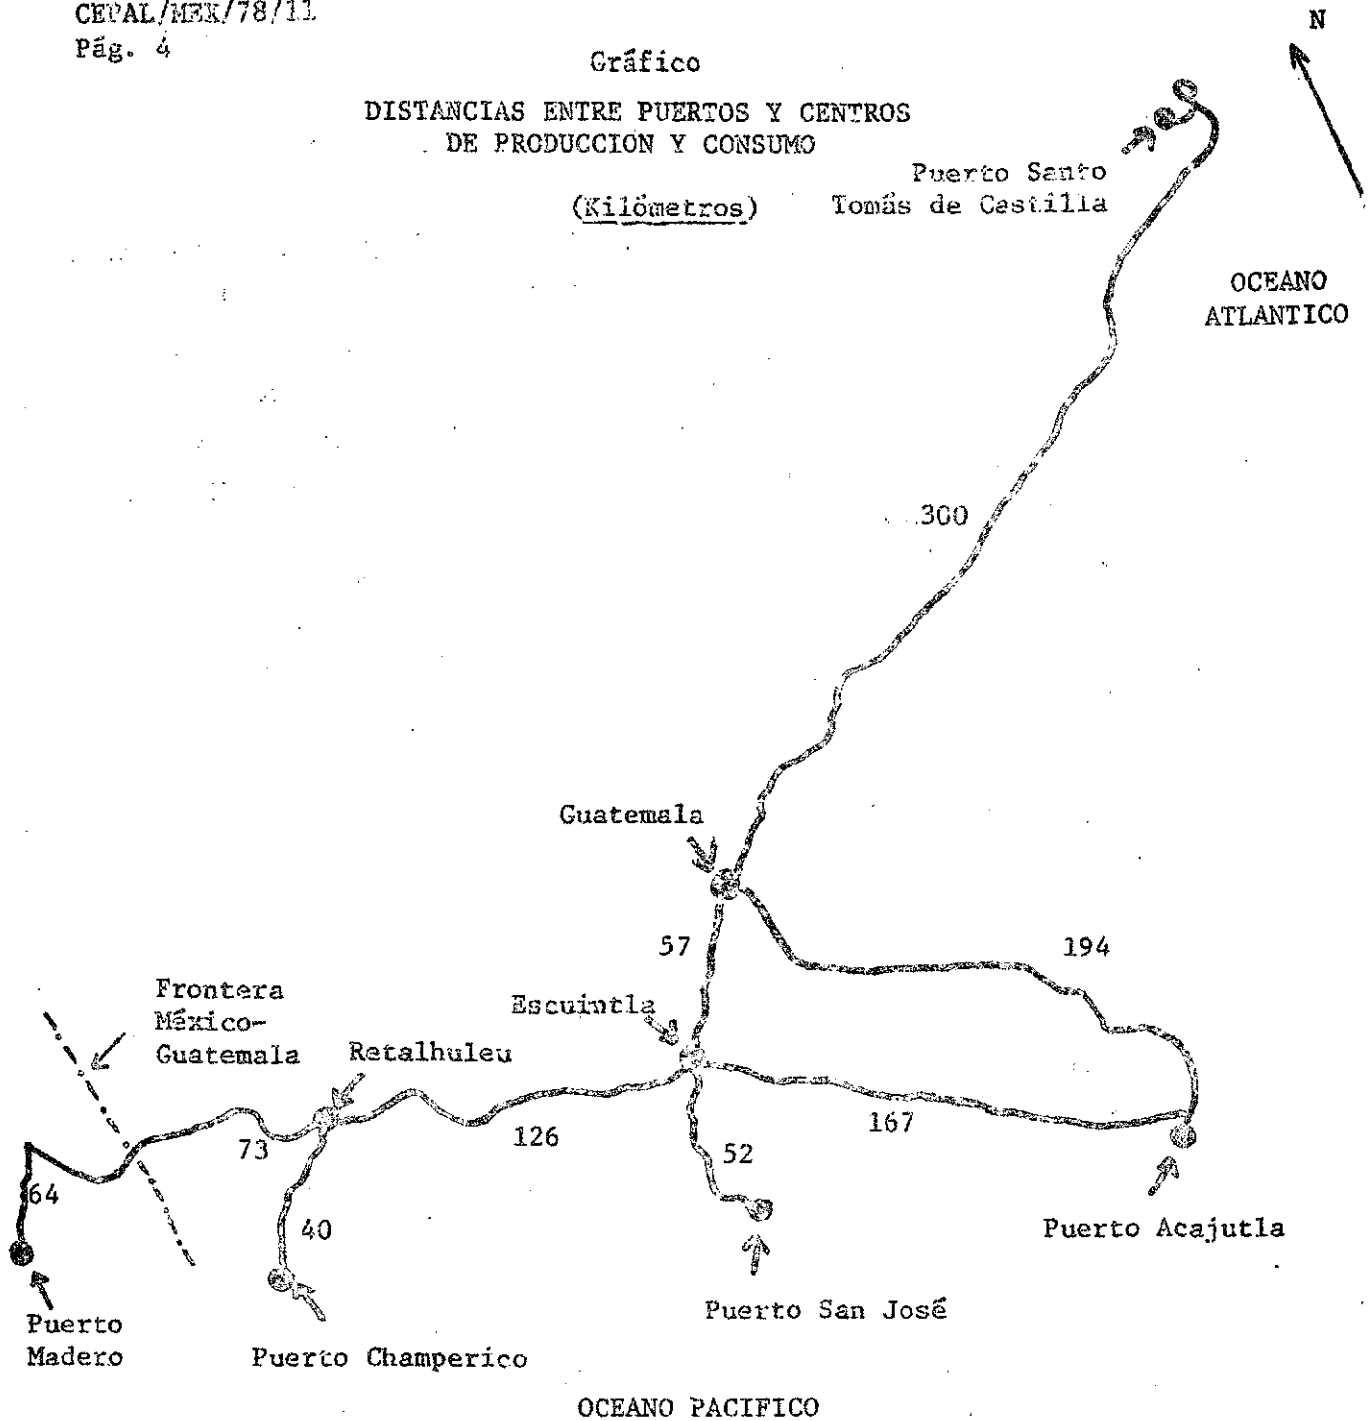 CEPAL/MEX/78/11
Pág. 4
N
Gráfico
DISTANCIAS ENTRE PUERTOS Y CENTROS
DE PRODUCCION Y CONSUMO
(Kilómetros)
Puerto Santo
Tomás de Castilla
OCEANO
ATLANTICO
300
Guatemala
57
194
Frontera
México-
Guatemala
Escuintla
Retalhuleu
73
126
167
52
64
40
Puerto Acajutla
Puerto San José
Puerto
Madero
Puerto Champerico
OCEANO PACIFICO